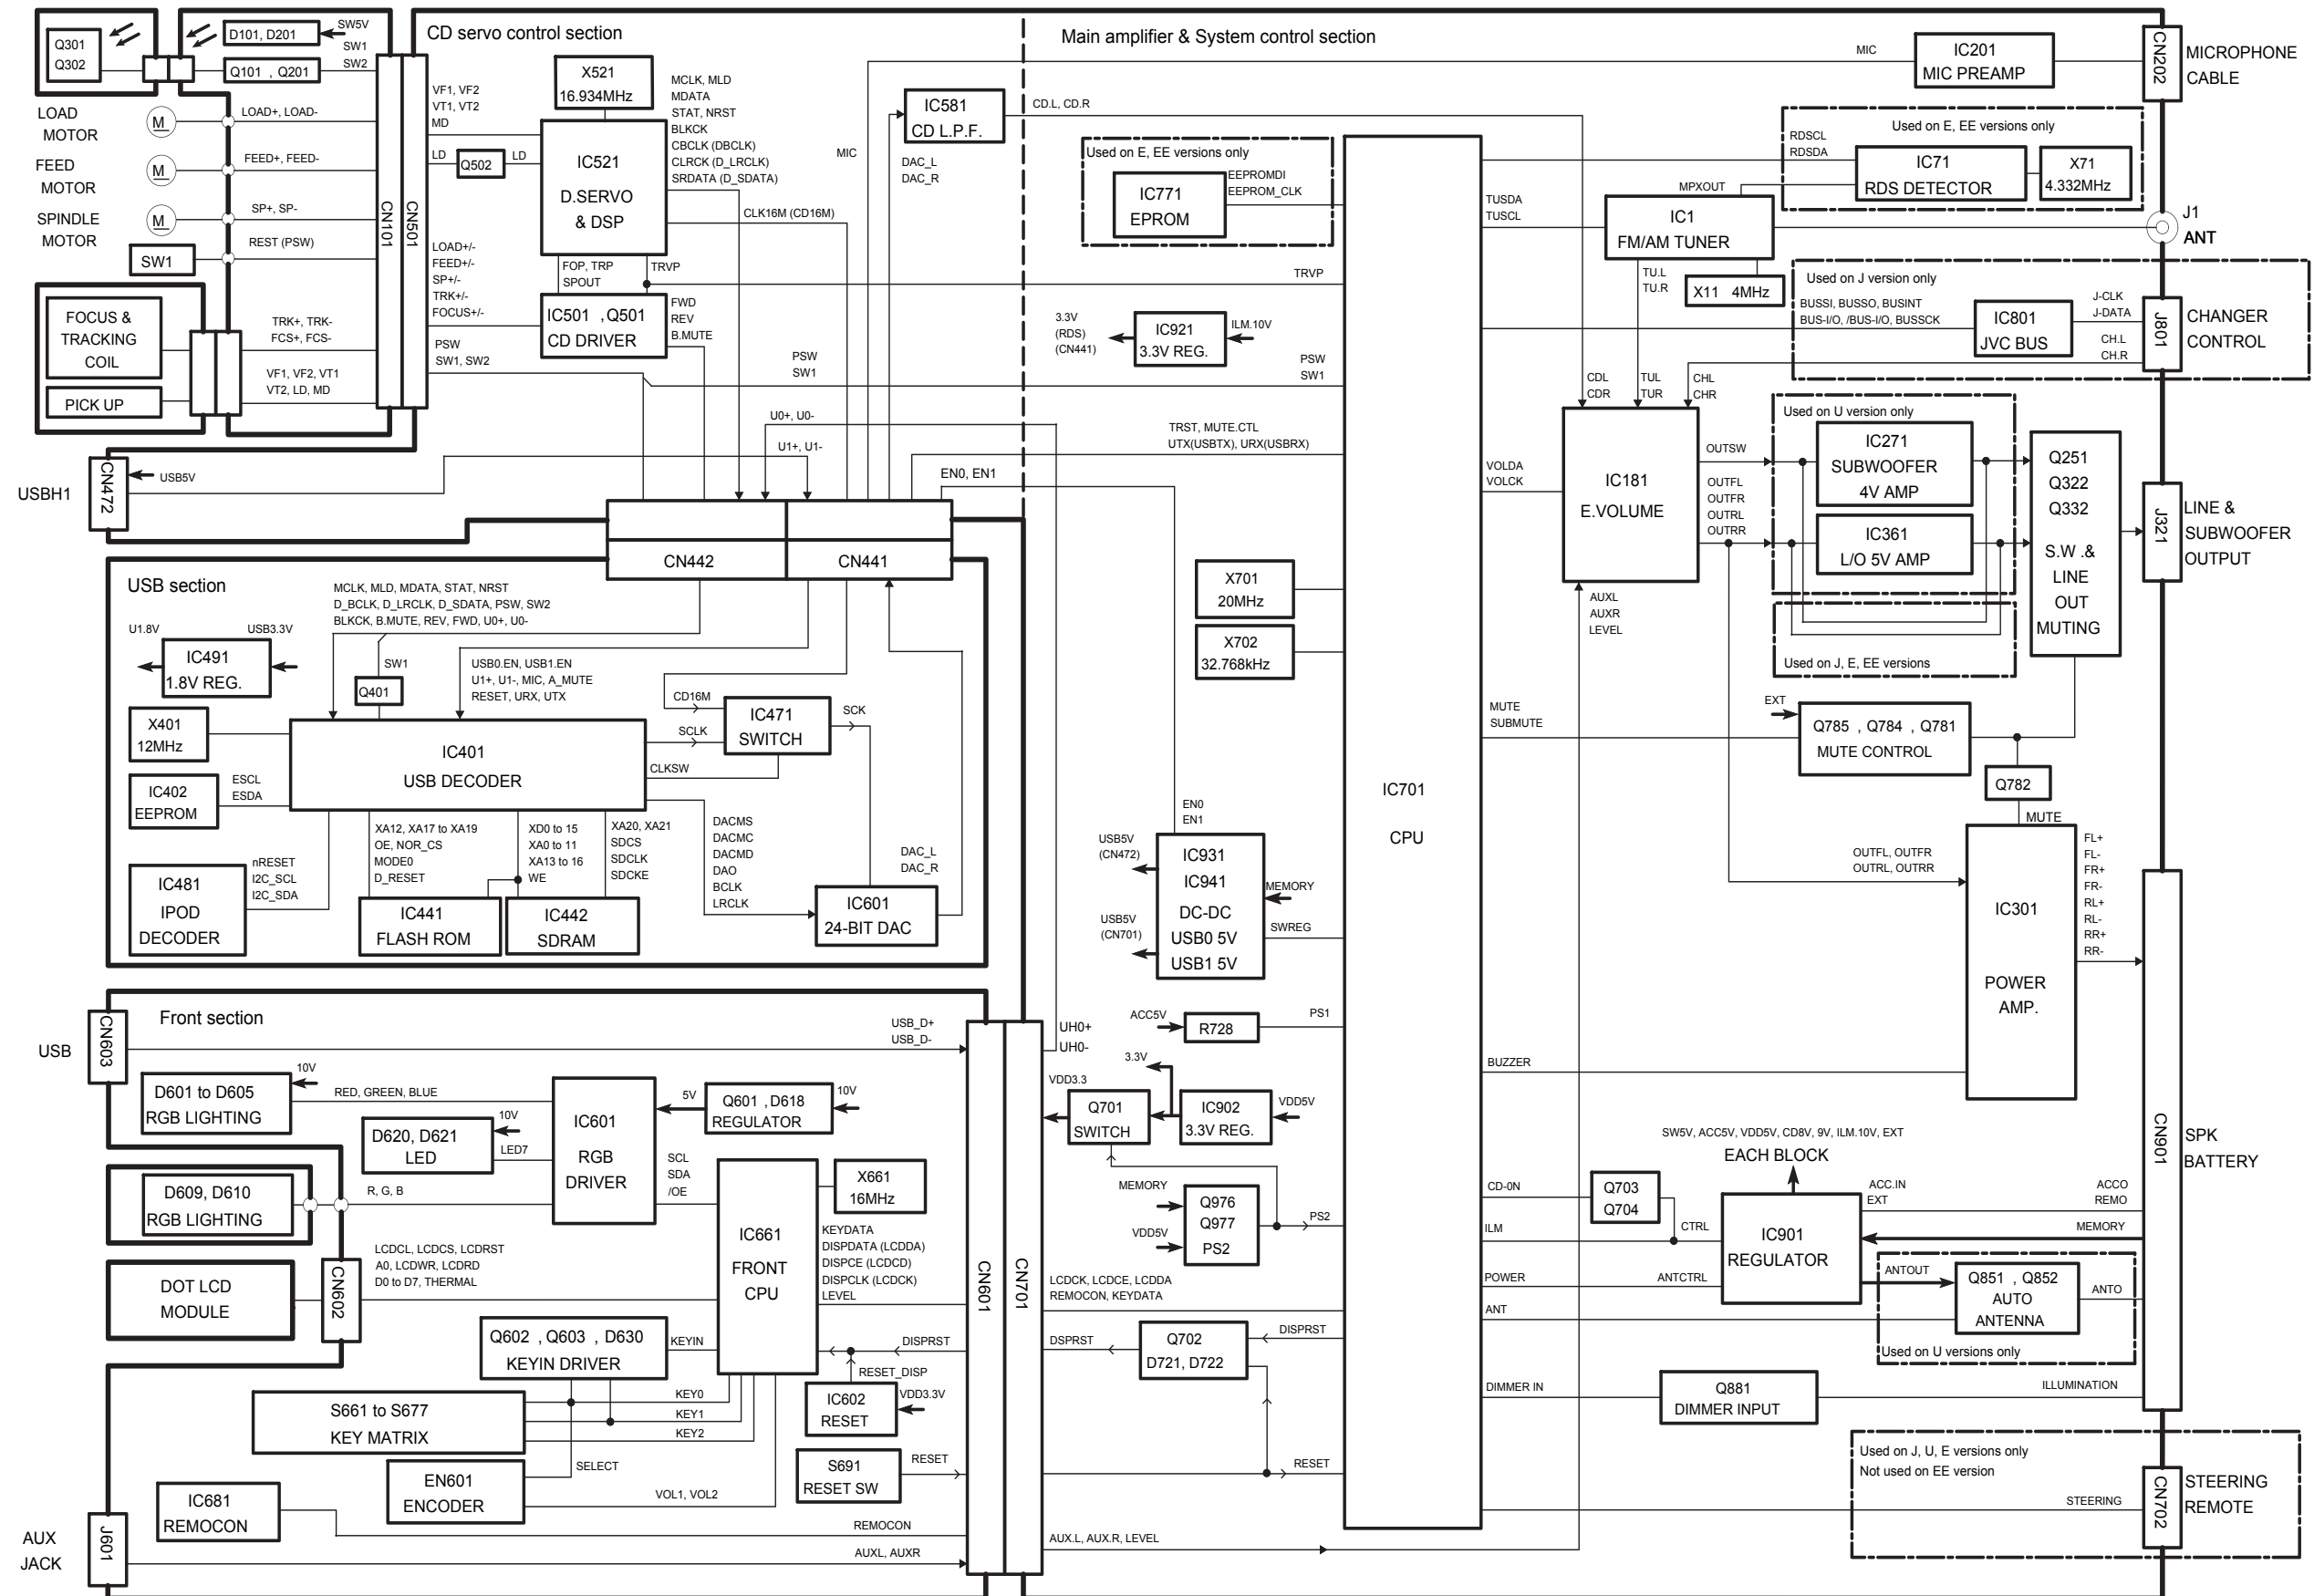 CD servo control section
Main amplifier & System control section
Q301
Q302
D101, D201
SW5V
SW1
SW2
Q101 , Q201
LOAD
MOTOR
M
LOAD+, LOAD-
FEED
MOTOR
M
FEED+, FEED-
SPINDLE
MOTOR
M
SP+, SP-
REST (PSW)
SW1
FOCUS &
TRACKING
COIL
PICK UP
TRK+, TRK-
FCS+, FCS-
VF1, VF2, VT1
VT2, LD, MD
CN101
CN501
VF1, VF2
VT1, VT2
MD
LD
Q502
LD
LOAD+/-
FEED+/-
SP+/-
TRK+/-
FOCUS+/-
PSW
SW1, SW2
X521
16.934MHz
IC521
D.SERVO
& DSP
MCLK, MLD
MDATA
STAT, NRST
BLKCK
CBCLK (DBCLK)
CLRCK (D_LRCLK)
SRDATA (D_SDATA)
CLK16M (CD16M)
FOP, TRP
SPOUT
TRVP
IC501 , Q501
CD DRIVER
FWD
REV
B.MUTE
MIC
IC581
CD L.P.F.
DAC_L
DAC_R
CD.L, CD.R
PSW
SW1
U0+, U0-
U1+, U1-
EN0, EN1
USBH1
CN472
USB5V
CN442
CN441
MIC
IC201
MIC PREAMP
CN202
MICROPHONE
CABLE
Used on E, EE versions only
IC771
EPROM
EEPROMDI
EEPROM_CLK
TRVP
3.3V
(RDS)
(CN441)
IC921
3.3V REG.
ILM.10V
PSW
SW1
TRST, MUTE.CTL
UTX(USBTX), URX(USBRX)
Used on E, EE versions only
RDSCL
RDSDA
IC71
RDS DETECTOR
X71
4.332MHz
MPXOUT
TUSDA
TUSCL
IC1
FM/AM TUNER
J1
ANT
TU.L
TU.R
X11 4MHz
Used on J version only
BUSSI, BUSSO, BUSINT
BUS-I/O, /BUS-I/O, BUSSCK
IC801
JVC BUS
J-CLK
J-DATA
CH.L
CH.R
J801
CHANGER
CONTROL
CDL
CDR
TUL
TUR
CHL
CHR
VOLDA
VOLCK
IC181
E.VOLUME
OUTSW
OUTFL
OUTFR
OUTRL
OUTRR
Used on U version only
IC271
SUBWOOFER
4V AMP
IC361
L/O 5V AMP
Used on J, E, EE versions
Q251
Q322
Q332
S.W .&
LINE
OUT
MUTING
J321
LINE &
SUBWOOFER
OUTPUT
AUXL
AUXR
LEVEL
X701
20MHz
X702
32.768kHz
IC701
CPU
MUTE
SUBMUTE
EXT
Q785 , Q784 , Q781
MUTE CONTROL
Q782
MUTE
OUTFL, OUTFR
OUTRL, OUTRR
IC301
POWER
AMP.
FL+
FL-
FR+
FR-
RL+
RL-
RR+
RR-
BUZZER
USB section
U1.8V
USB3.3V
IC491
1.8V REG.
MCLK, MLD, MDATA, STAT, NRST
D_BCLK, D_LRCLK, D_SDATA, PSW, SW2
BLKCK, B.MUTE, REV, FWD, U0+, U0-
SW1
Q401
USB0.EN, USB1.EN
U1+, U1-, MIC, A_MUTE
RESET, URX, UTX
X401
12MHz
IC401
USB DECODER
IC402
EEPROM
ESCL
ESDA
CD16M
IC471
SWITCH
SCK
SCLK
CLKSW
IC481
IPOD
DECODER
nRESET
I2C_SCL
I2C_SDA
XA12, XA17 to XA19
OE, NOR_CS
MODE0
D_RESET
XD0 to 15
XA0 to 11
XA13 to 16
WE
XA20, XA21
SDCS
SDCLK
SDCKE
IC441
FLASH ROM
IC442
SDRAM
DACMS
DACMC
DACMD
DAO
BCLK
LRCLK
DAC_L
DAC_R
IC601
24-BIT DAC
EN0
EN1
USB5V
(CN472)
USB5V
(CN701)
IC931
IC941
DC-DC
USB0 5V
USB1 5V
MEMORY
SWREG
ACC5V
R728
PS1
3.3V
VDD3.3
Q701
SWITCH
IC902
3.3V REG.
VDD5V
MEMORY
VDD5V
Q976
Q977
PS2
PS2
UH0+
UH0-
Front section
USB
CN603
USB_D+
USB_D-
D601 to D605
RGB LIGHTING
10V
RED, GREEN, BLUE
D620, D621
LED
10V
LED7
IC601
RGB
DRIVER
5V
Q601 , D618
REGULATOR
10V
D609, D610
RGB LIGHTING
R, G, B
SCL
SDA
/OE
X661
16MHz
IC661
FRONT
CPU
KEYDATA
DISPDATA (LCDDA)
DISPCE (LCDCD)
DISPCLK (LCDCK)
LEVEL
DOT LCD
MODULE
CN602
LCDCL, LCDCS, LCDRST
A0, LCDWR, LCDRD
D0 to D7, THERMAL
Q602 , Q603 , D630
KEYIN DRIVER
KEYIN
DISPRST
RESET_DISP
IC602
RESET
VDD3.3V
S661 to S677
KEY MATRIX
KEY0
KEY1
KEY2
SELECT
EN601
ENCODER
VOL1, VOL2
S691
RESET SW
RESET
IC681
REMOCON
REMOCON
AUX
JACK
J601
AUXL, AUXR
CN601
CN701
LCDCK, LCDCE, LCDDA
REMOCON, KEYDATA
DSPRST
Q702
D721, D722
DISPRST
RESET
AUX.L, AUX.R, LEVEL
SW5V, ACC5V, VDD5V, CD8V, 9V, ILM.10V, EXT
EACH BLOCK
CD-0N
Q703
Q704
ILM
CTRL
POWER
ANTCTRL
IC901
REGULATOR
ACC.IN
EXT
ACCO
REMO
MEMORY
ANTOUT
Q851 , Q852
AUTO
ANTENNA
ANTO
Used on U versions only
ANT
CN901
SPK
BATTERY
DIMMER IN
Q881
DIMMER INPUT
ILLUMINATION
Used on J, U, E versions only
Not used on EE version
STEERING
CN702
STEERING
REMOTE